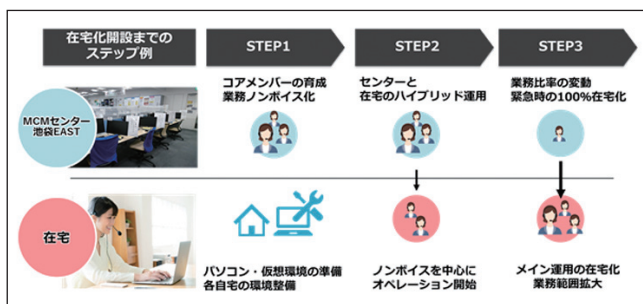 在宅化開設までの
ステップ例
STEP1
STEP2
STEP3
MCMセンター
池袋EAST
コアメンバーの育成
業務ノンボイス化
センターと
在宅のハイブリッド運用
業務比率の変動
緊急時の100%在宅化
在宅
パソコン・仮想環境の準備
各自宅の環境整備
ノンボイスを中心に
オペレーション開始
メイン運用の在宅化
業務範囲拡大